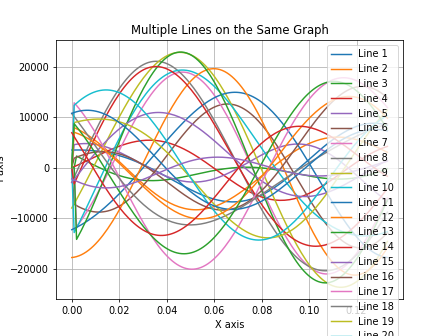 Multiple Lines on the Same Graph
20000
10000
0
−10000
−20000
axis
0.00
0.02
0.04
0.06
0.08
0.10
X axis
Line 1
Line 2
Line 3
Line 4
Line 5
Line 6
Line 7
Line 8
Line 9
Line 10
Line 11
Line 12
Line 13
Line 14
Line 15
Line 16
Line 17
Line 18
Line 19
Line 20